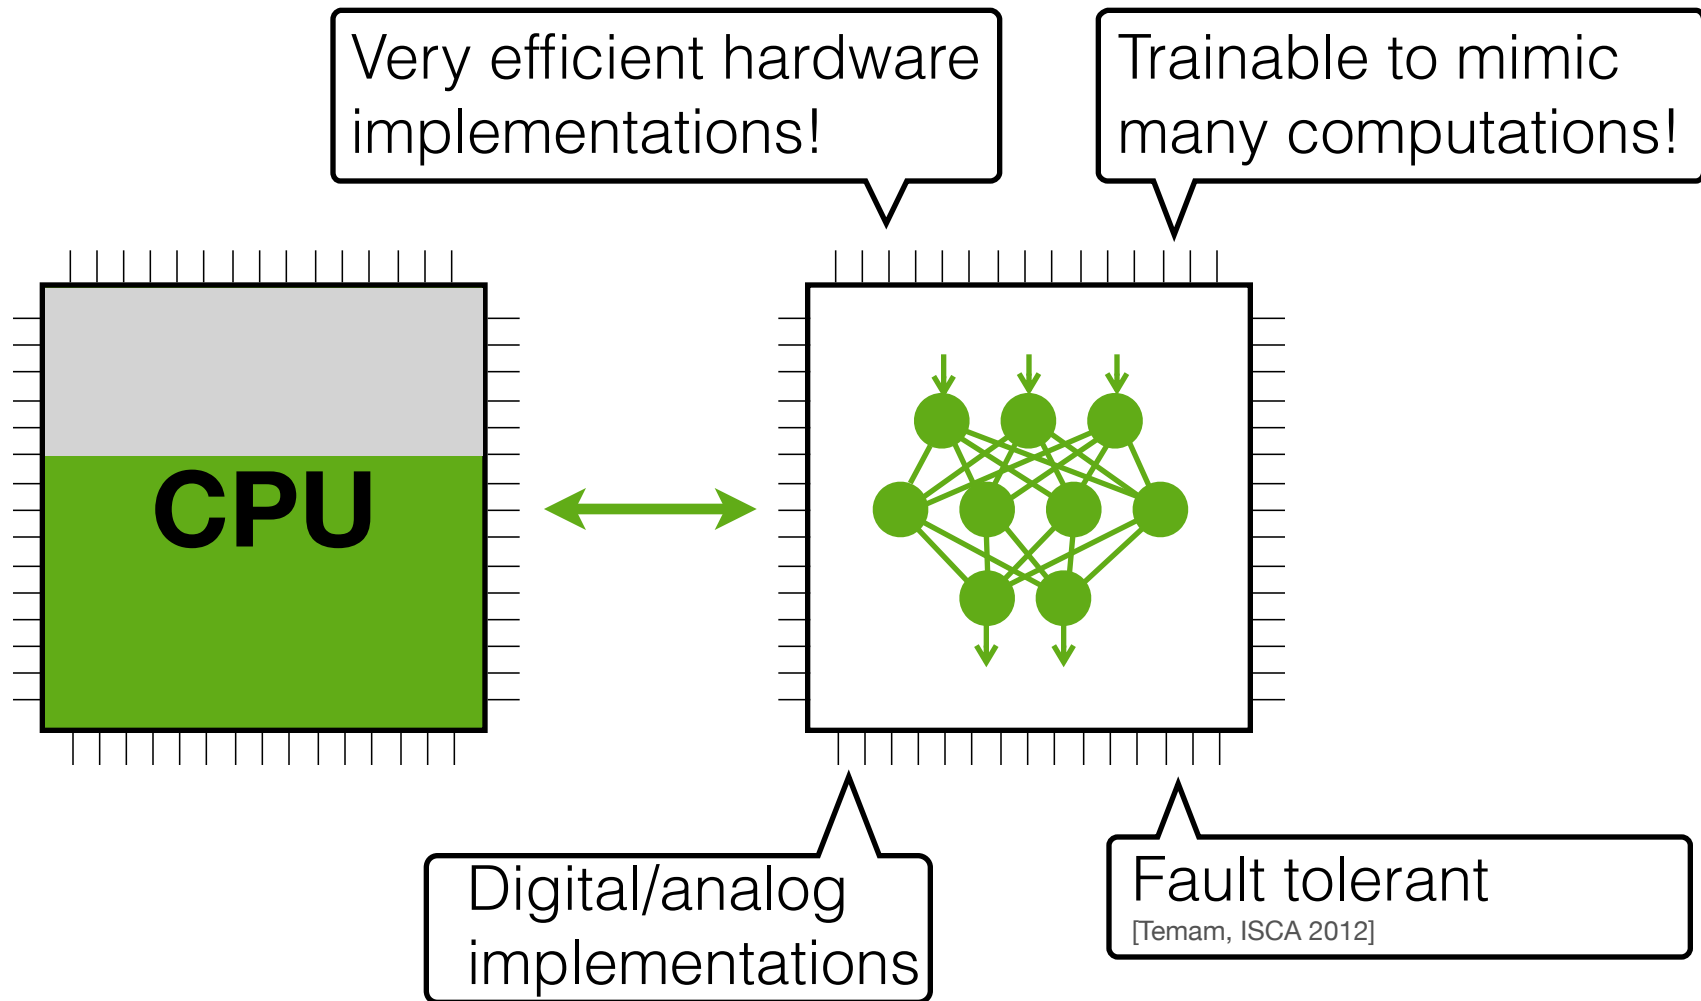 Very efficient hardware
implementations!
Trainable to mimic
many computations!
CPU
Digital/analog
implementations
Fault tolerant
[Temam, ISCA 2012]